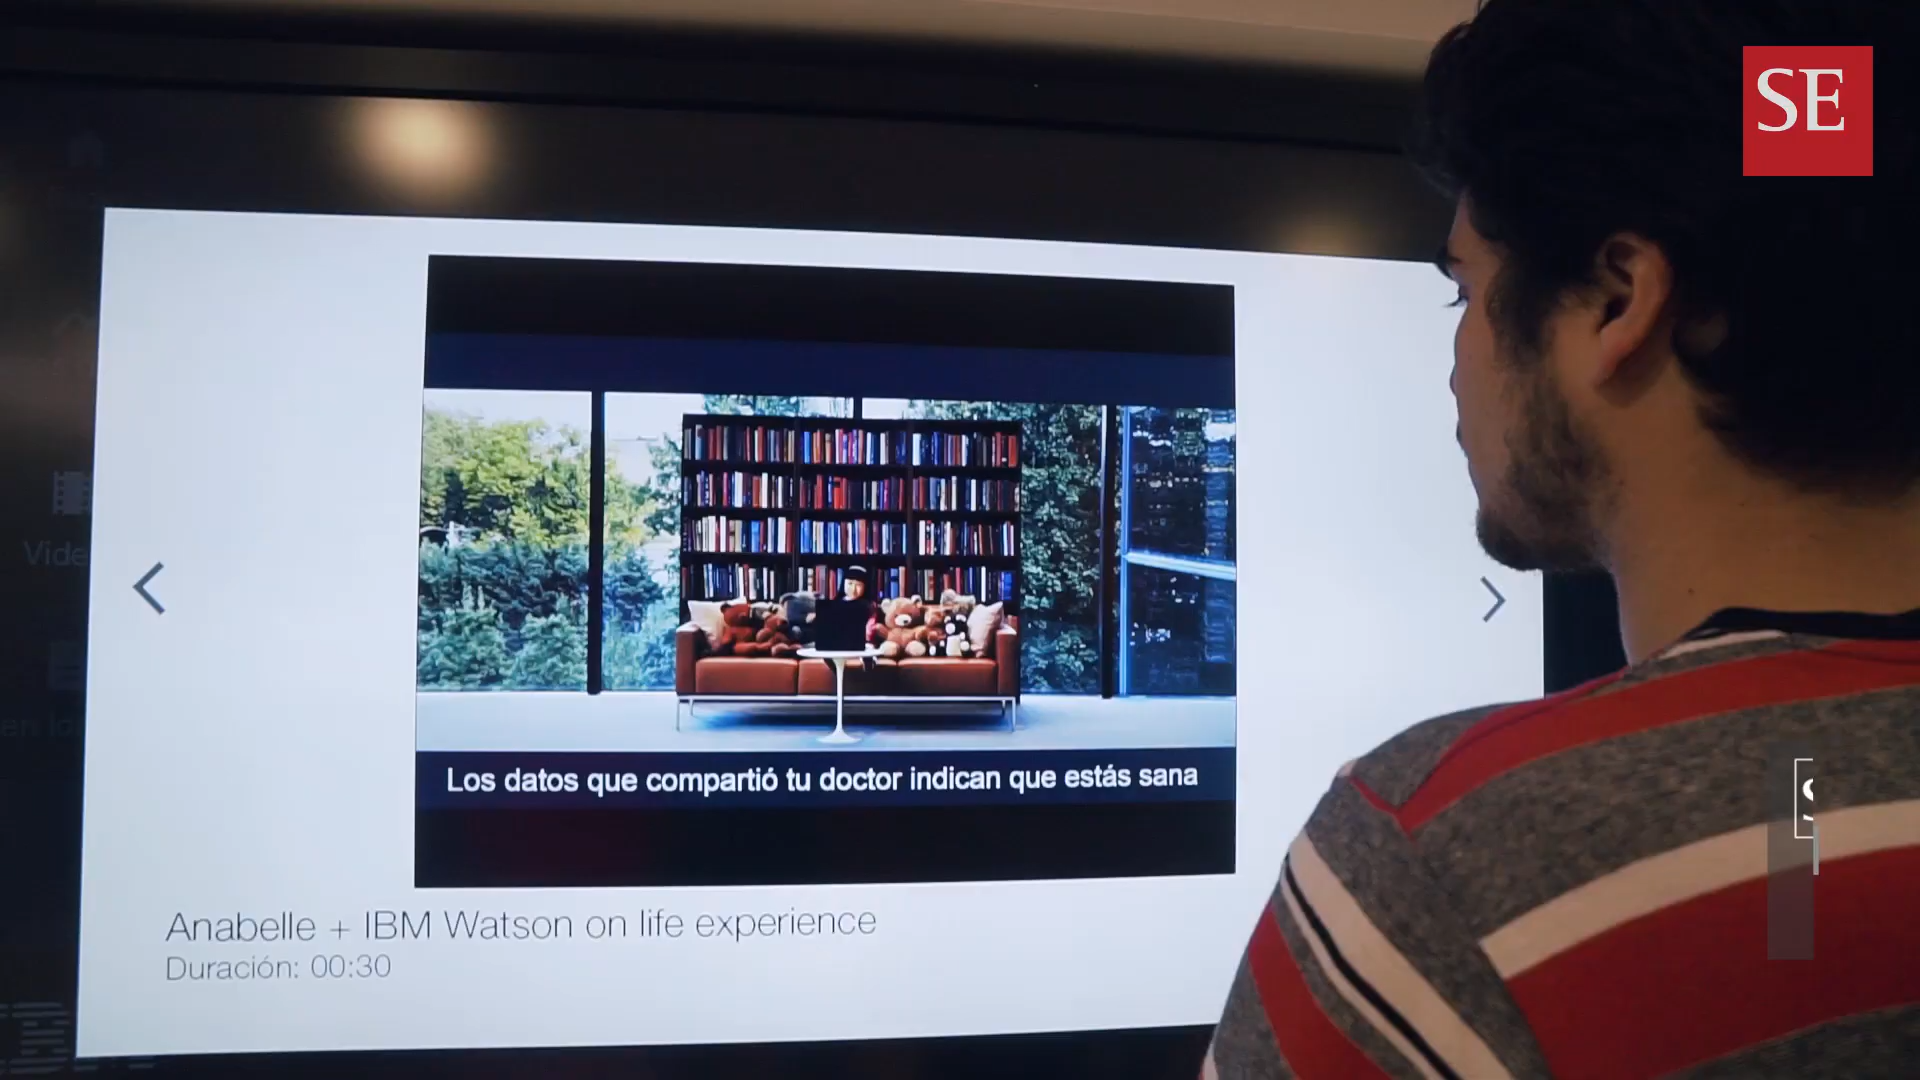 SE
Vide
Los datos que compartió tu doctor indican que estás sana
Anabelle + IBM Watson on life experience
Duración: 00:30